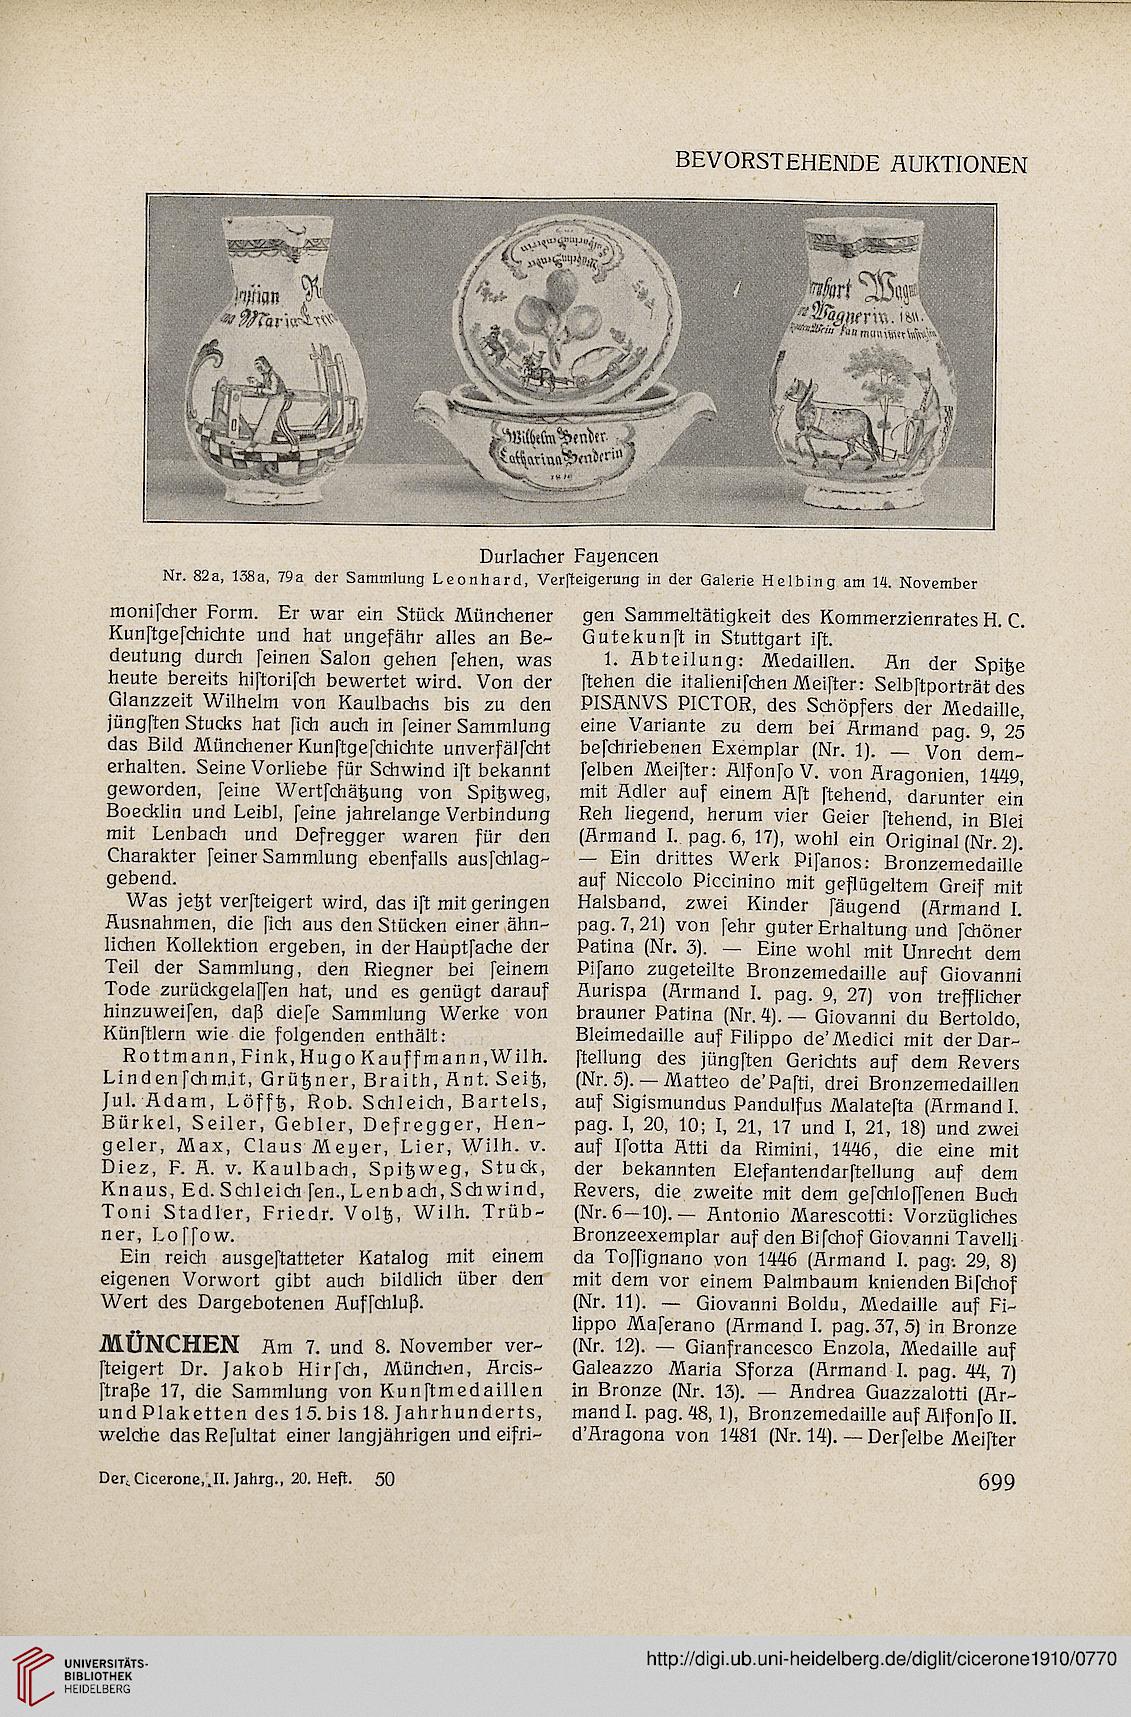 BEVORSTEHENDE AUKTIONEN
Wilhelm Bender.
Catharina Benderin
Wagnerin. 1811.
Durlacher Fayencen
Nr. 82a, 138a, 79a der Sammlung Leonhard, Verſteigerung in der Galerie Helbing am 14. November
moniſcher Form. Er war ein Stück Münchener
Kunſtgeſchichte und hat ungefähr alles an Be-
deutung durch ſeinen Salon gehen ſehen, was
heute bereits hiſtoriſch bewertet wird. Von der
Glanzzeit Wilhelm von Kaulbachs bis zu den
jüngſten Stucks hat ſich auch in ſeiner Sammlung
das Bild Münchener Kunſtgeſchichte unverfälſcht
erhalten. Seine Vorliebe für Schwind iſt bekannt
geworden, ſeine Wertſchätzung von Spitzweg,
Boecklin und Leibl, ſeine jahrelange Verbindung
mit Lenbach und Defregger waren für den
Charakter ſeiner Sammlung ebenfalls ausſchlag-
gebend.
Was jetzt verſteigert wird, das iſt mit geringen
Ausnahmen, die ſich aus den Stücken einer ähn-
lichen Kollektion ergeben, in der Hauptſache der
Teil der Sammlung, den Riegner bei ſeinem
Tode zurückgelaſſen hat, und es genügt darauf
hinzuweiſen, daß dieſe Sammlung Werke von
Künſtlern wie die folgenden enthält:
Rottmann, Fink, Hugo Kauffmann, Wilh.
Lindenſchmit, Grützner, Braith, Ant. Seitz,
Jul. Adam, Löfftz, Rob. Schleich, Bartels,
Bürkel, Seiler, Gebler, Defregger, Hen-
geler, Max, Claus Meyer, Lier, Wilh. v.
Diez, F. A. v. Kaulbach, Spitzweg, Stuck,
Knaus, Ed. Schleich ſen., Lenbach, Schwind,
Toni Stadler, Friedr. Voltz, Wilh. Trüb-
ner, Loſſow.
Ein reich ausgeſtatteter Katalog mit einem
eigenen Vorwort gibt auch bildlich über den
Wert des Dargebotenen Aufſchluß.
MÜNCHEN Am 7. und 8. November ver-
ſteigert Dr. Jakob Hirſch, München, Arcis-
ſtraße 17, die Sammlung von Kunſtmedaillen
und Plaketten des 15. bis 18. Jahrhunderts,
welche das Reſultat einer langjährigen und eifri-
gen Sammeltätigkeit des Kommerzienrates H. C.
Gutekunſt in Stuttgart iſt.
1. Abteilung: Medaillen. An der Spitze
ſtehen die italieniſchen Meiſter: Selbſtporträt des
PISANVS PICTOR, des Schöpfers der Medaille,
eine Variante zu dem bei Armand pag. 9, 25
beſchriebenen Exemplar (Nr. 1). — Von dem-
ſelben Meiſter: Alfonſo V. von Aragonien, 1449,
mit Adler auf einem Aſt ſtehend, darunter ein
Reh liegend, herum vier Geier ſtehend, in Blei
(Armand I. pag. 6, 17), wohl ein Original (Nr. 2).
— Ein drittes Werk Piſanos: Bronzemedaille
auf Niccolo Piccinino mit geflügeltem Greif mit
Halsband, zwei Kinder ſäugend (Armand I.
pag. 7, 21) von ſehr guter Erhaltung und ſchöner
Patina (Nr. 3). — Eine wohl mit Unrecht dem
Piſano zugeteilte Bronzemedaille auf Giovanni
Aurispa (Armand I. pag. 9, 27) von trefflicher
brauner Patina (Nr. 4). — Giovanni du Bertoldo,
Bleimedaille auf Filippo de' Medici mit der Dar-
ſtellung des jüngſten Gerichts auf dem Revers
(Nr. 5). — Matteo de' Paſti, drei Bronzemedaillen
auf Sigismundus Pandulfus Malateſta (Armand I.
pag. I, 20, 10; I, 21, 17 und I, 21, 18) und zwei
auf Iſotta Atti da Rimini, 1446, die eine mit
der bekannten Elefantendarſtellung auf dem
Revers, die zweite mit dem geſchloſſenen Buch
(Nr. 6—10). — Antonio Marescotti: Vorzügliches
Bronzeexemplar auf den Biſchof Giovanni Tavelli
da Toſſignano von 1446 (Armand I. pag. 29, 8)
mit dem vor einem Palmbaum knienden Biſchof
(Nr. 11). — Giovanni Boldu, Medaille auf Fi-
lippo Maſerano (Armand I. pag. 37, 5) in Bronze
(Nr. 12). — Gianfrancesco Enzola, Medaille auf
Galeazzo Maria Sforza (Armand I. pag. 44, 7)
in Bronze (Nr. 13). — Andrea Guazzalotti (Ar-
mand I. pag. 48, 1), Bronzemedaille auf Alfonſo II.
d'Aragona von 1481 (Nr. 14). — Derſelbe Meiſter
Der Cicerone, II. Jahrg., 20. Heft. 50
699
UNIVERSITÄTS-
BIBLIOTHEK
HEIDELBERG
http://digi.ub.uni-heidelberg.de/diglit/cicerone1910/0770